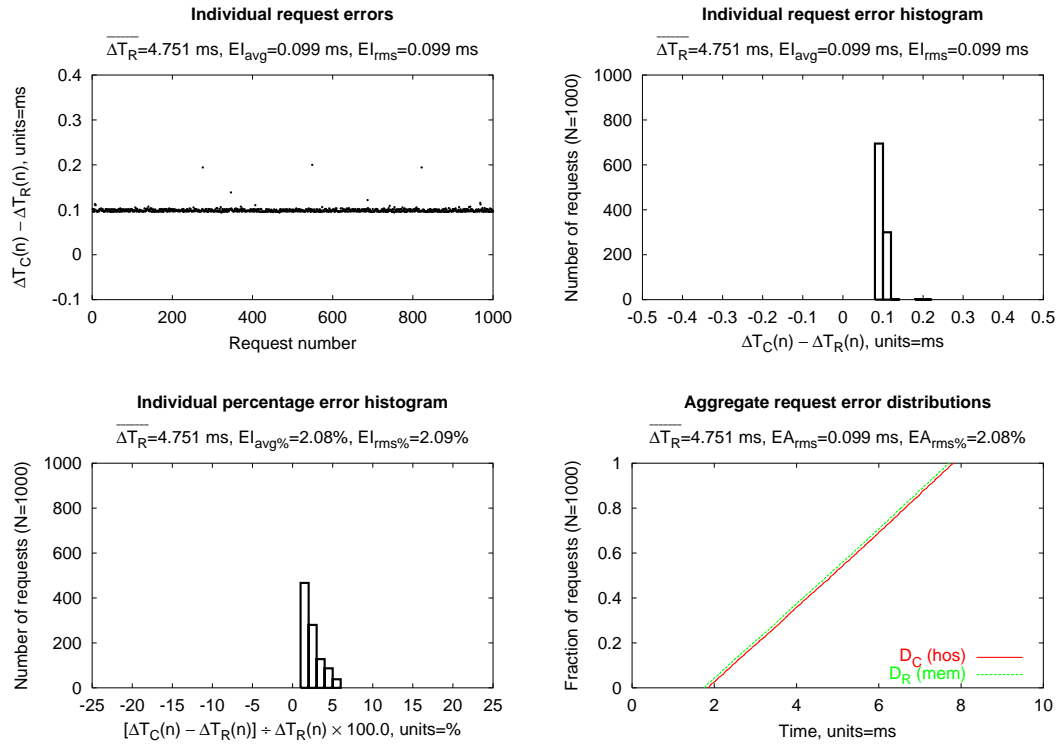 Individual request errors
ΔT_R=4.751 ms, EI_avg=0.099 ms, EI_rms=0.099 ms
ΔT_C(n) − ΔT_R(n), units=ms
0.4
0.3
0.2
0.1
0
-0.1
0 200 400 600 800 1000
Request number
Individual request error histogram
ΔT_R=4.751 ms, EI_avg=0.099 ms, EI_rms=0.099 ms
Number of requests (N=1000)
1000
800
600
400
200
0
-0.5 -0.4 -0.3 -0.2 -0.1 0 0.1 0.2 0.3 0.4 0.5
ΔT_C(n) − ΔT_R(n), units=ms
Individual percentage error histogram
ΔT_R=4.751 ms, EI_avg%=2.08%, EI_rms%=2.09%
Number of requests (N=1000)
1000
800
600
400
200
0
-25 -20 -15 -10 -5 0 5 10 15 20 25
[ΔT_C(n) − ΔT_R(n)] ÷ ΔT_R(n) × 100.0, units=%
Aggregate request error distributions
ΔT_R=4.751 ms, EA_rms=0.099 ms, EA_rms%=2.08%
Fraction of requests (N=1000)
1
0.8
0.6
0.4
0.2
0
D_C (hos)
D_R (mem)
0 2 4 6 8 10
Time, units=ms